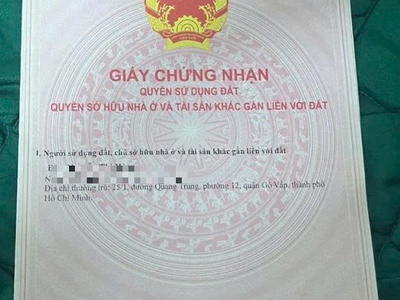 GIẤY CHỨNG NHẬN
QUYỀN SỬ DỤNG ĐẤT
QUYỀN SỞ HỮU NHÀ Ở VÀ TÀI SẢN KHÁC GẮN LIỀN VỚI ĐẤT
I. Người sử dụng đất, chủ sở hữu nhà ở và tài sản khác gắn liền với đất
Địa chỉ thường trú: 25/1, đường Quang Trung, phường 12, quận Gò Vấp, thành phố
Hồ Chí Minh.